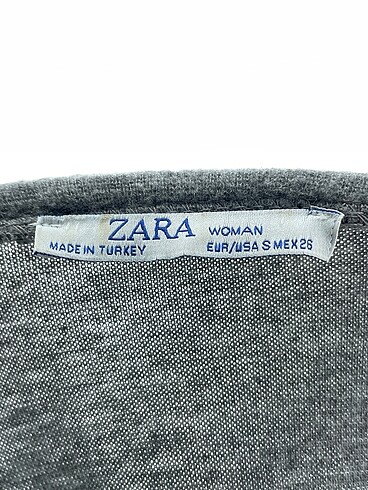 ZARA WOMAN
MADE IN TURKEY EUR/USA S MEX 26